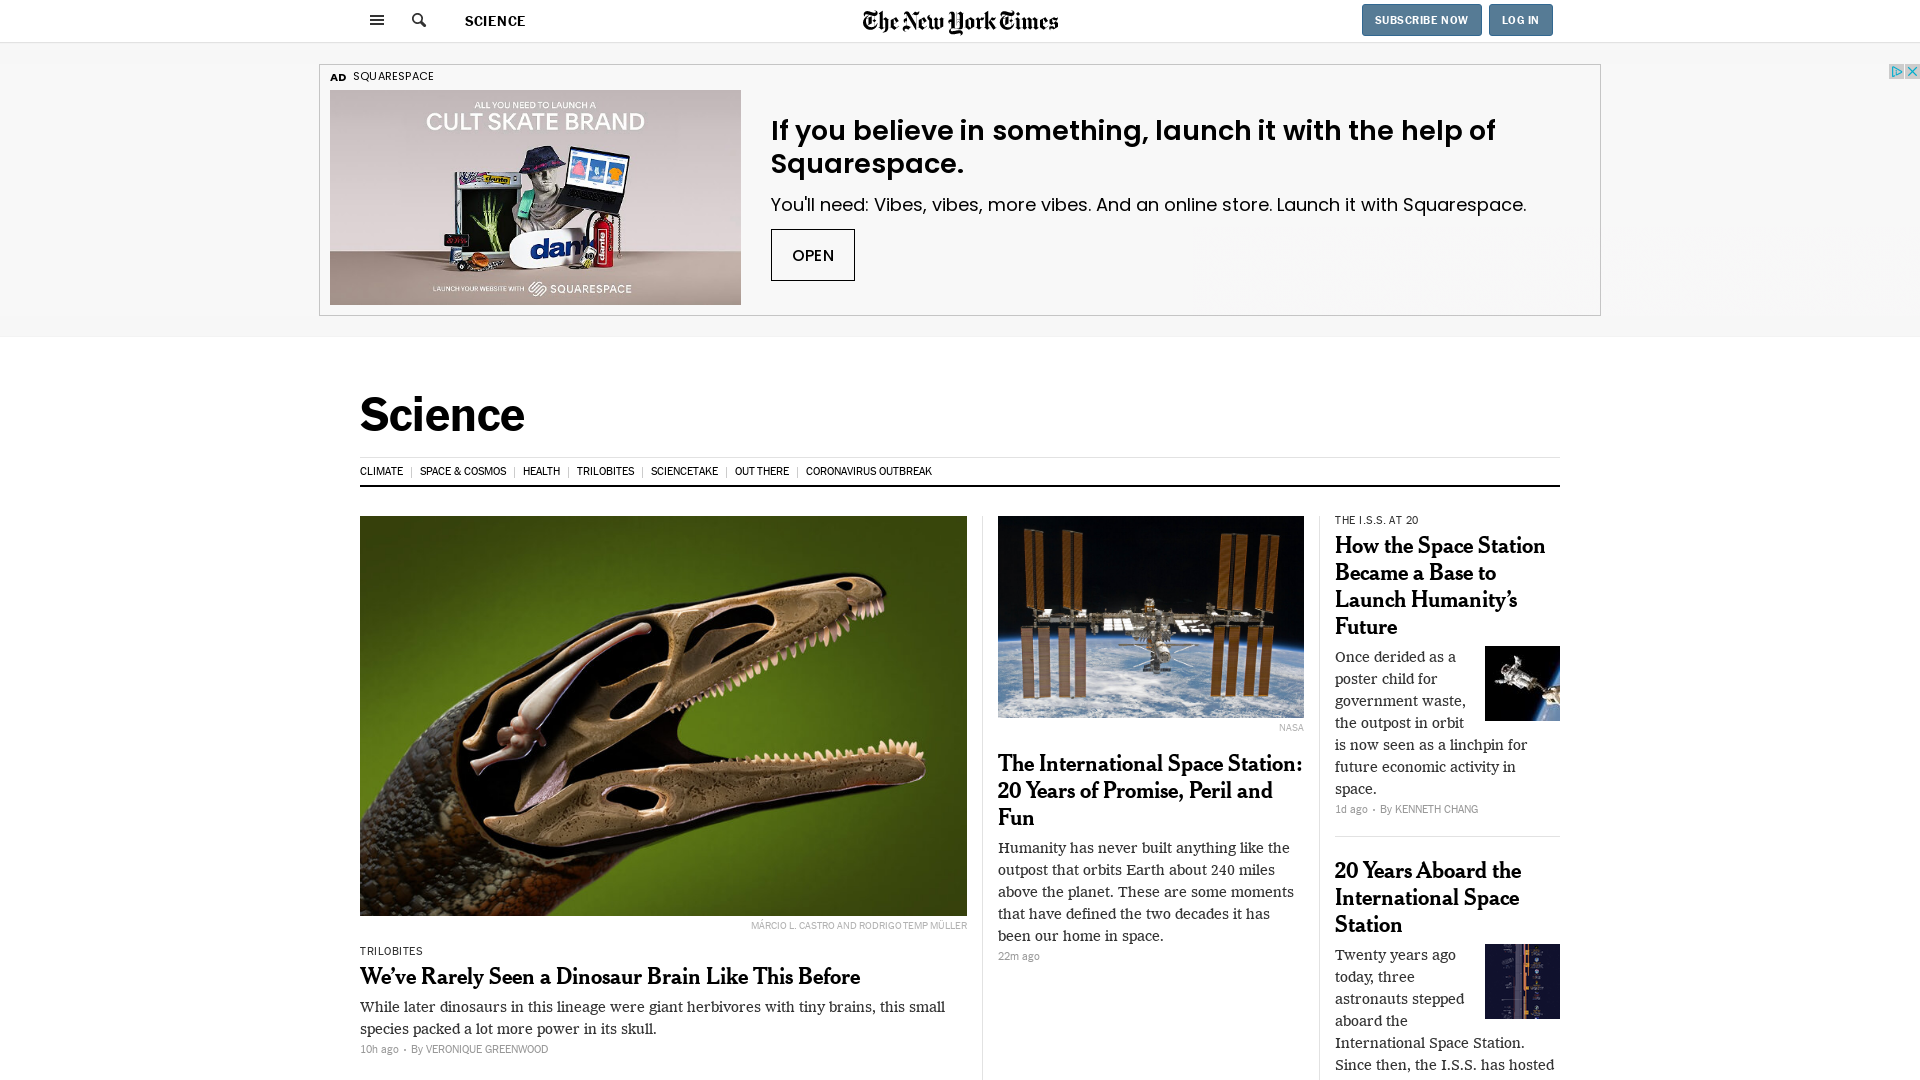 SCIENCE
The New York Times
SUBSCRIBE NOW
LOG IN
AD SQUARESPACE
ALL YOU NEED TO LAUNCH A
CULT SKATE BRAND
dante
LAUNCH YOUR WEBSITE WITH SQUARESPACE
If you believe in something, launch it with the help of
Squarespace.
You'll need: Vibes, vibes, more vibes. And an online store. Launch it with Squarespace.
OPEN
Science
CLIMATE
SPACE & COSMOS
HEALTH
TRILOBITES
SCIENCETAKE
OUT THERE
CORONAVIRUS OUTBREAK
MÁRCIO L. CASTRO AND RODRIGO TEMP MÜLLER
TRILOBITES
We’ve Rarely Seen a Dinosaur Brain Like This Before
While later dinosaurs in this lineage were giant herbivores with tiny brains, this small
species packed a lot more power in its skull.
10h ago · By VERONIQUE GREENWOOD
NASA
The International Space Station:
20 Years of Promise, Peril and
Fun
Humanity has never built anything like the
outpost that orbits Earth about 240 miles
above the planet. These are some moments
that have defined the two decades it has
been our home in space.
22m ago
THE I.S.S. AT 20
How the Space Station
Became a Base to
Launch Humanity’s
Future
Once derided as a
poster child for
government waste,
the outpost in orbit
is now seen as a linchpin for
future economic activity in
space.
1d ago · By KENNETH CHANG
20 Years Aboard the
International Space
Station
Twenty years ago
today, three
astronauts stepped
aboard the
International Space Station.
Since then, the I.S.S. has hosted